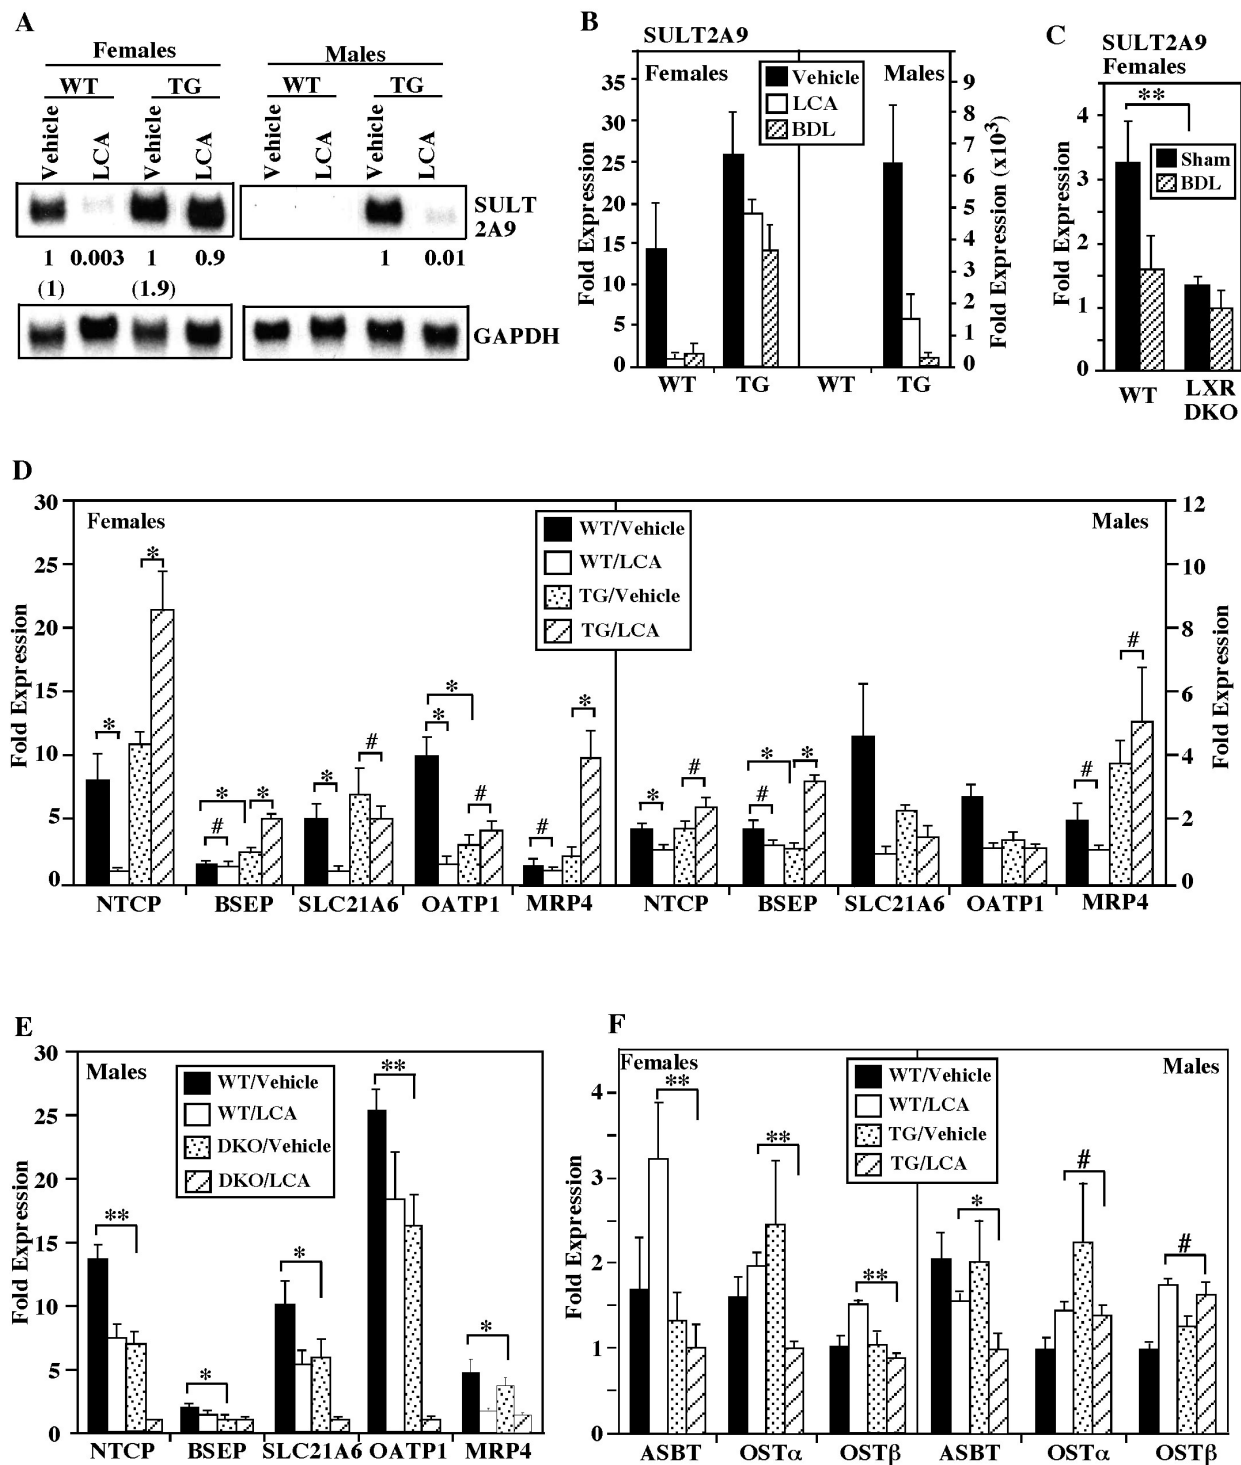 A
Females
Males
WT
TG
WT
TG
Vehicle
LCA
Vehicle
LCA
Vehicle
LCA
Vehicle
LCA
SULT
2A9
1 0.003 1 0.9 1 0.01
(1) (1.9)
GAPDH
B
SULT2A9
Females
Males
Vehicle
LCA
BDL
Fold Expression
35
30
25
20
15
10
5
0
Fold Expression (x10³)
9
8
7
6
5
4
3
2
1
0
WT TG WT TG
C
SULT2A9
Females
**
Sham
BDL
Fold Expression
4
3
2
1
0
WT LXR
DKO
D
Females
Males
WT/Vehicle
WT/LCA
TG/Vehicle
TG/LCA
Fold Expression
30
25
20
15
10
5
0
Fold Expression
12
10
8
6
4
2
0
* * * # * * # * * # # * * # * # * # #
NTCP BSEP SLC21A6 OATP1 MRP4 NTCP BSEP SLC21A6 OATP1 MRP4
E
Males
WT/Vehicle
WT/LCA
DKO/Vehicle
DKO/LCA
Fold Expression
30
25
20
15
10
5
0
** * * ** *
NTCP BSEP SLC21A6 OATP1 MRP4
F
Females
Males
WT/Vehicle
WT/LCA
TG/Vehicle
TG/LCA
Fold Expression
4
3
2
1
0
** ** ** * # #
ASBT OSTα OSTβ ASBT OSTα OSTβ